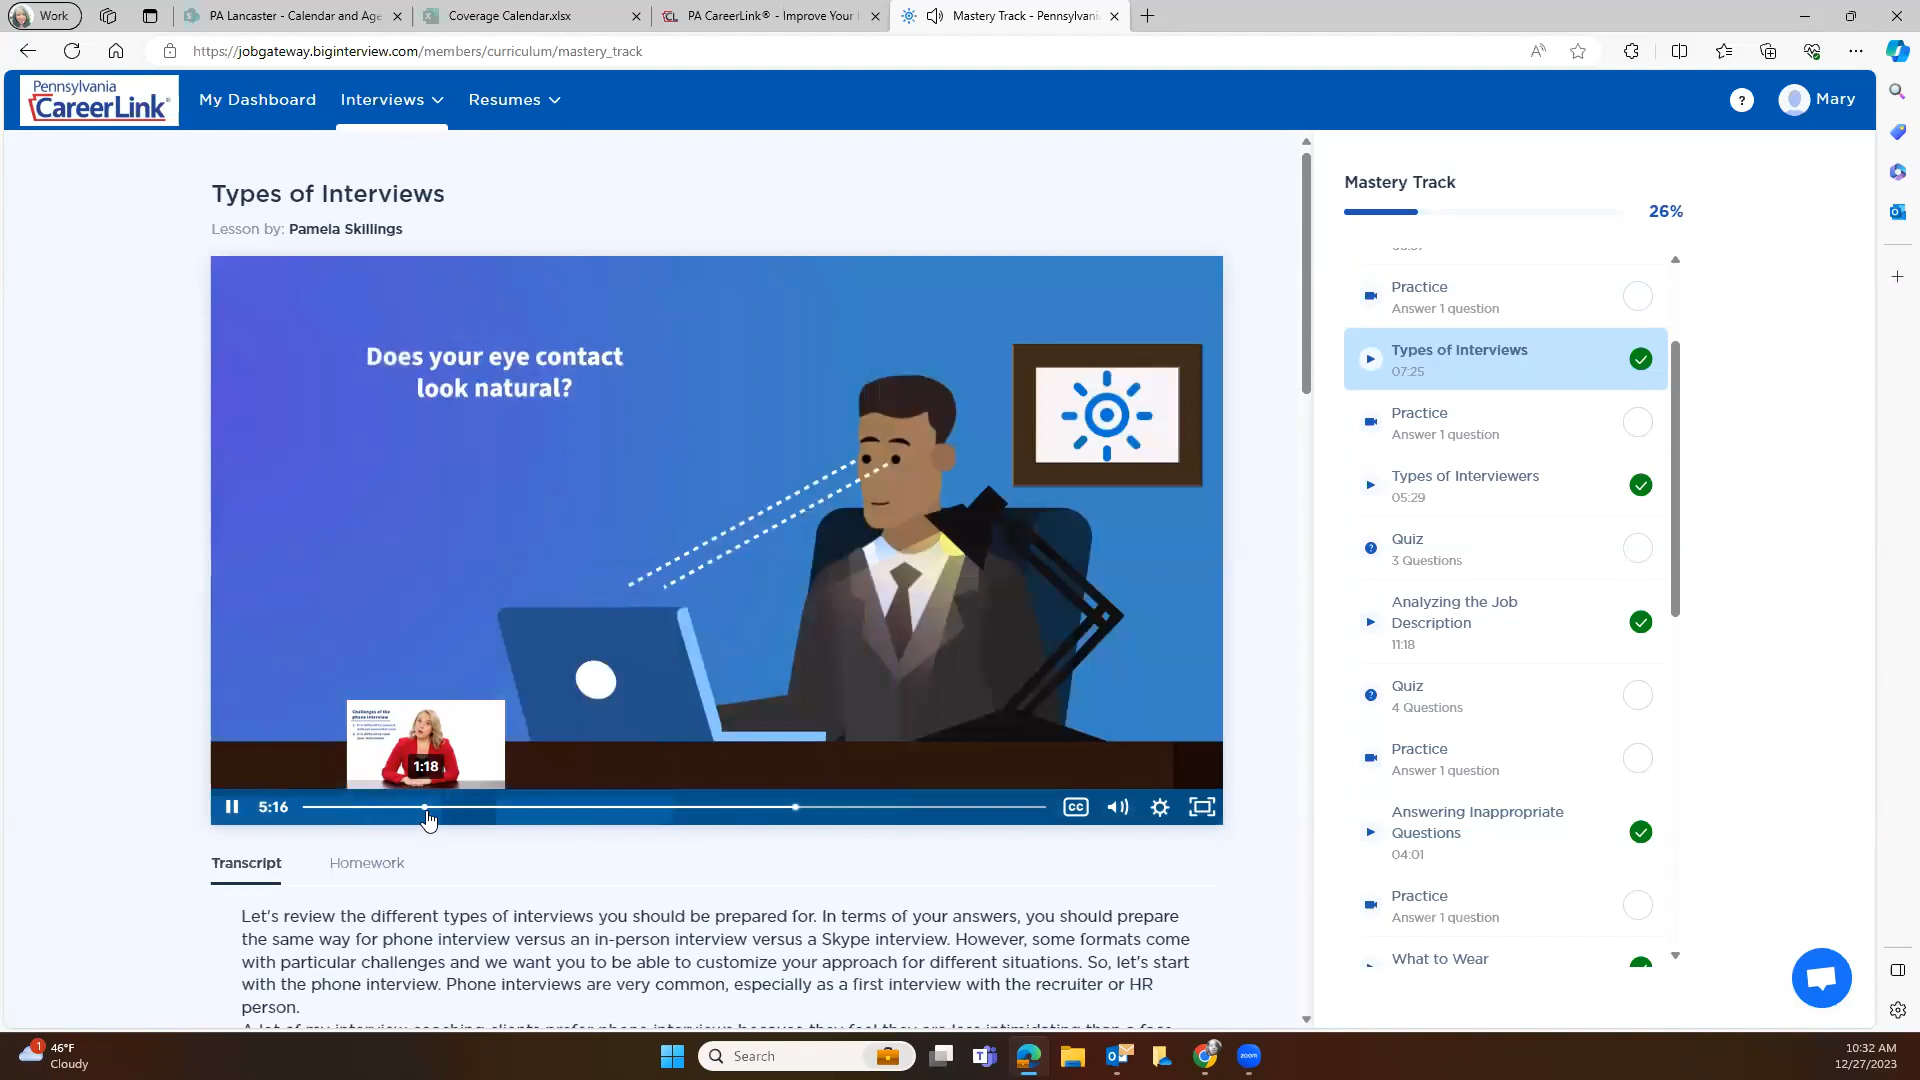 Work
PA Lancaster - Calendar and Age
Coverage Calendar.xlsx
PA CareerLink® - Improve Your
Mastery Track - Pennsylvani
https://jobgateway.biginterview.com/members/curriculum/mastery_track
Pennsylvania
CareerLink
My Dashboard
Interviews
Resumes
?
Mary
Types of Interviews
Lesson by: Pamela Skillings
Does your eye contact
look natural?
Challenges of the
phone interview
1:18
5:16
CC
Transcript
Homework
Let's review the different types of interviews you should be prepared for. In terms of your answers, you should prepare
the same way for phone interview versus an in-person interview versus a Skype interview. However, some formats come
with particular challenges and we want you to be able to customize your approach for different situations. So, let's start
with the phone interview. Phone interviews are very common, especially as a first interview with the recruiter or HR
person.
Mastery Track
26%
Practice
Answer 1 question
Types of Interviews
07:25
Practice
Answer 1 question
Types of Interviewers
05:29
Quiz
3 Questions
Analyzing the Job
Description
11:18
Quiz
4 Questions
Practice
Answer 1 question
Answering Inappropriate
Questions
04:01
Practice
Answer 1 question
What to Wear
1
46°F
Cloudy
Search
zoom
10:32 AM
12/27/2023